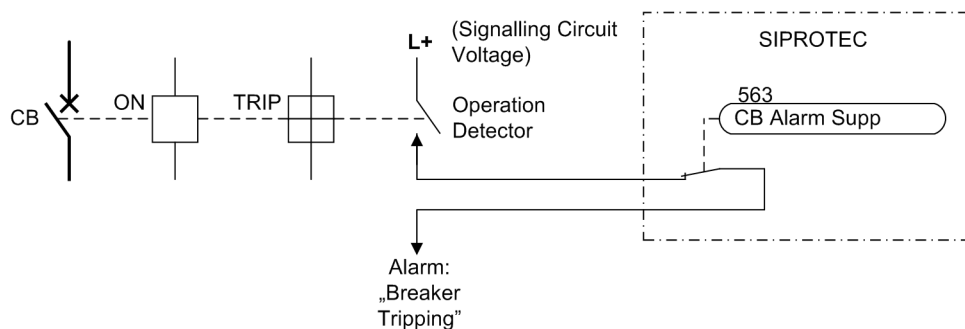 L+
(Signalling Circuit
Voltage)
SIPROTEC
CB
ON
TRIP
Operation
Detector
563
CB Alarm Supp
Alarm:
„Breaker
Tripping”